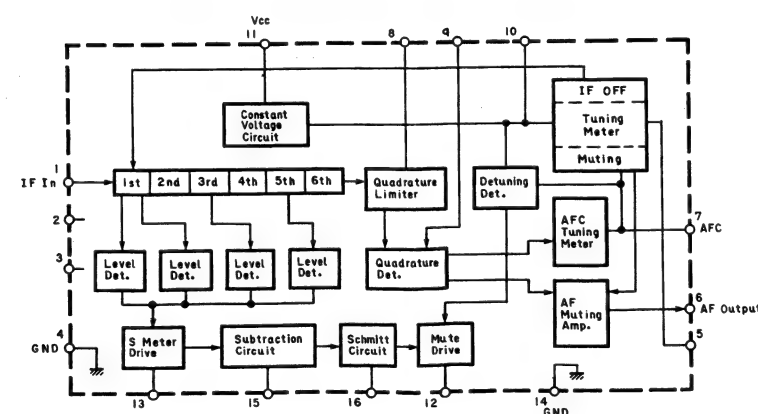 Vcc
11
8
9
10
IF OFF
Tuning
Meter
Muting
Constant
Voltage
Circuit
1
IF In
1st
2nd
3rd
4th
5th
6th
Quadrature
Limiter
Detuning
Det.
AFC
Tuning
Meter
7
AFC
2
3
Level
Det.
Level
Det.
Level
Det.
Level
Det.
Quadrature
Det.
AF
Muting
Amp.
6
AF Output
5
4
GND
S Meter
Drive
Subtraction
Circuit
Schmitt
Circuit
Mute
Drive
13
15
16
12
14
GND